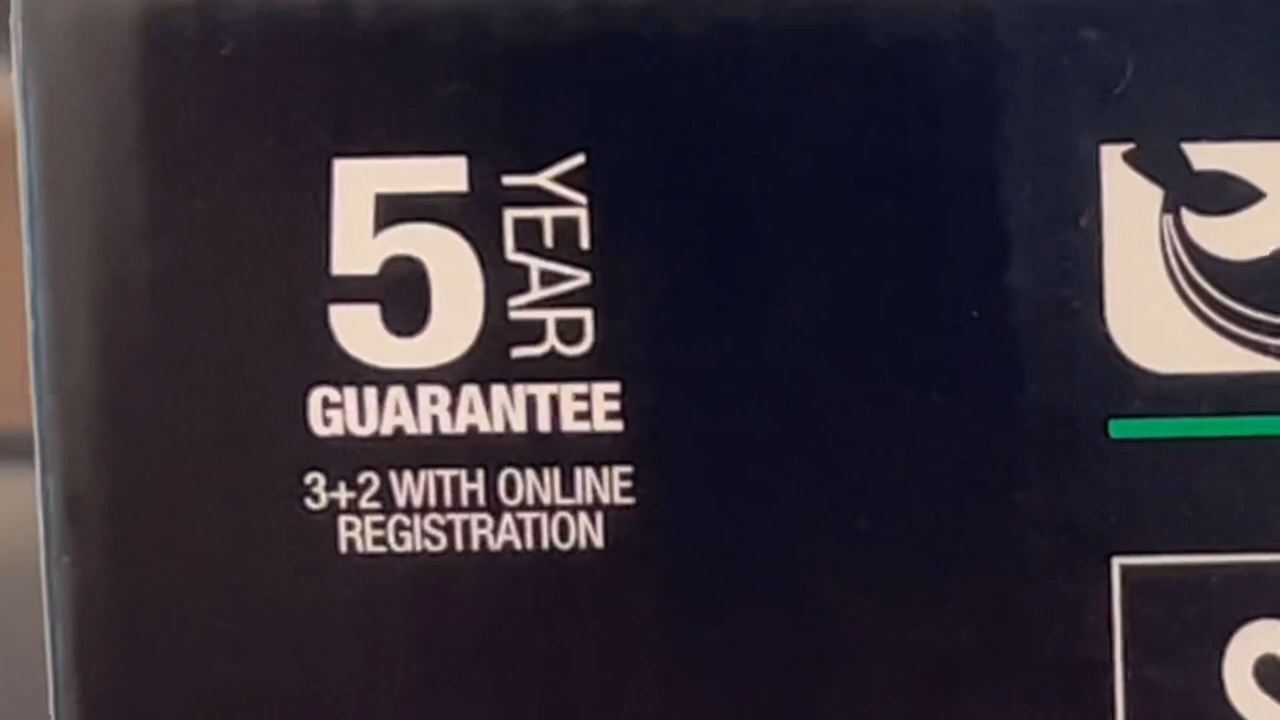 5 YEAR
GUARANTEE
3+2 WITH ONLINE
REGISTRATION